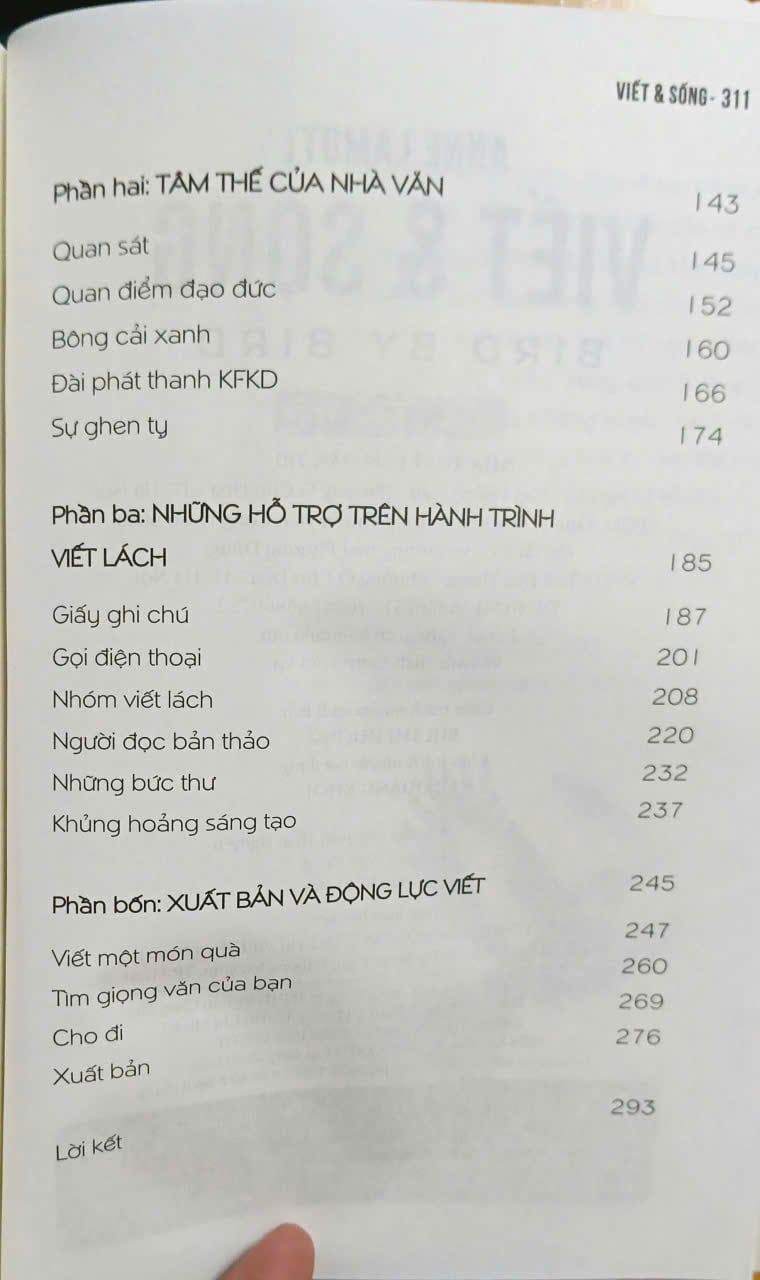 VIẾT & SỐNG - 311
Phần hai: TÂM THẾ CỦA NHÀ VĂN 143
Quan sát 145
Quan điểm đạo đức 152
Bông cải xanh 160
Đài phát thanh KFKD 166
Sự ghen tỵ 174
Phần ba: NHỮNG HỖ TRỢ TRÊN HÀNH TRÌNH
VIẾT LÁCH 185
Giấy ghi chú 187
Gọi điện thoại 201
Nhóm viết lách 208
Người đọc bản thảo 220
Những bức thư 232
Khủng hoảng sáng tạo 237
Phần bốn: XUẤT BẢN VÀ ĐỘNG LỰC VIẾT 245
Viết một món quà 247
Tìm giọng văn của bạn 260
Cho đi 269
Xuất bản 276
Lời kết 293